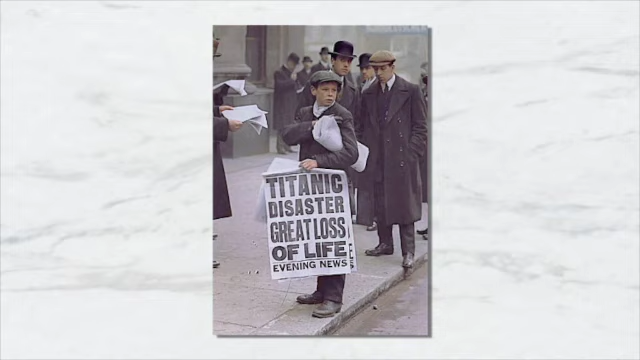 TITANIC
DISASTER
GREAT LOSS
OF LIFE
EVENING NEWS